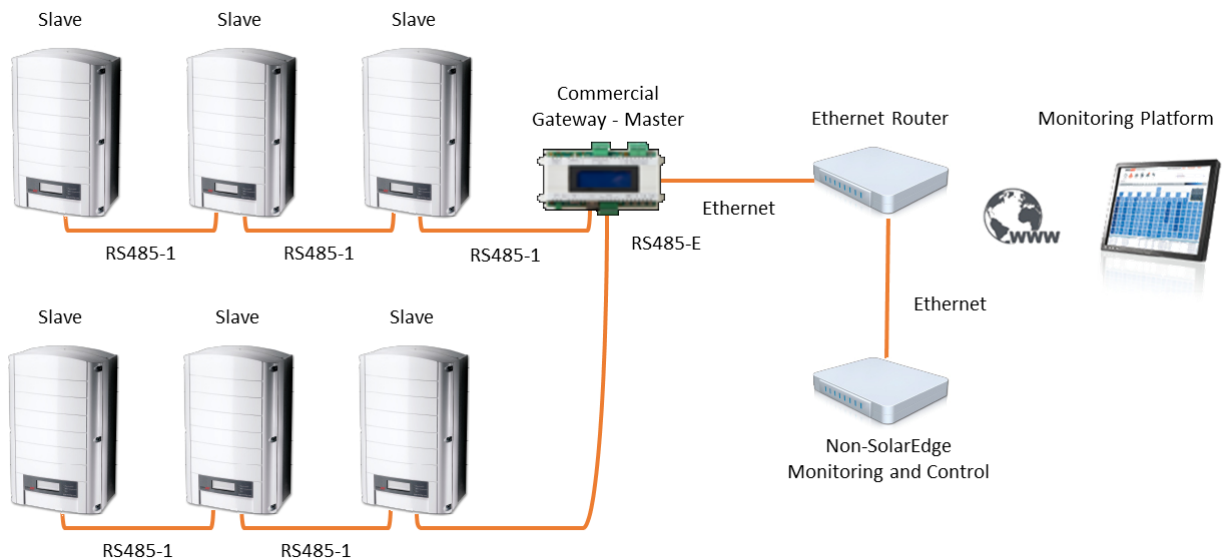 Slave
Slave
Slave
Commercial
Gateway - Master
Ethernet Router
Monitoring Platform
Ethernet
WWW
RS485-1
RS485-1
RS485-1
RS485-E
Ethernet
Slave
Slave
Slave
Non-SolarEdge
Monitoring and Control
RS485-1
RS485-1